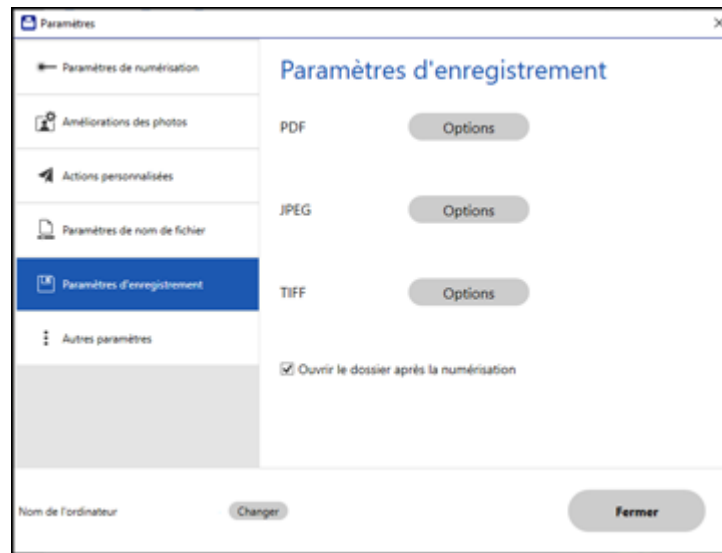 Paramètres
Paramètres de numérisation
Améliorations des photos
Actions personnalisées
Paramètres de nom de fichier
Paramètres d'enregistrement
Autres paramètres
Paramètres d'enregistrement
PDF Options
JPEG Options
TIFF Options
Ouvrir le dossier après la numérisation
Nom de l'ordinateur Changer
Fermer